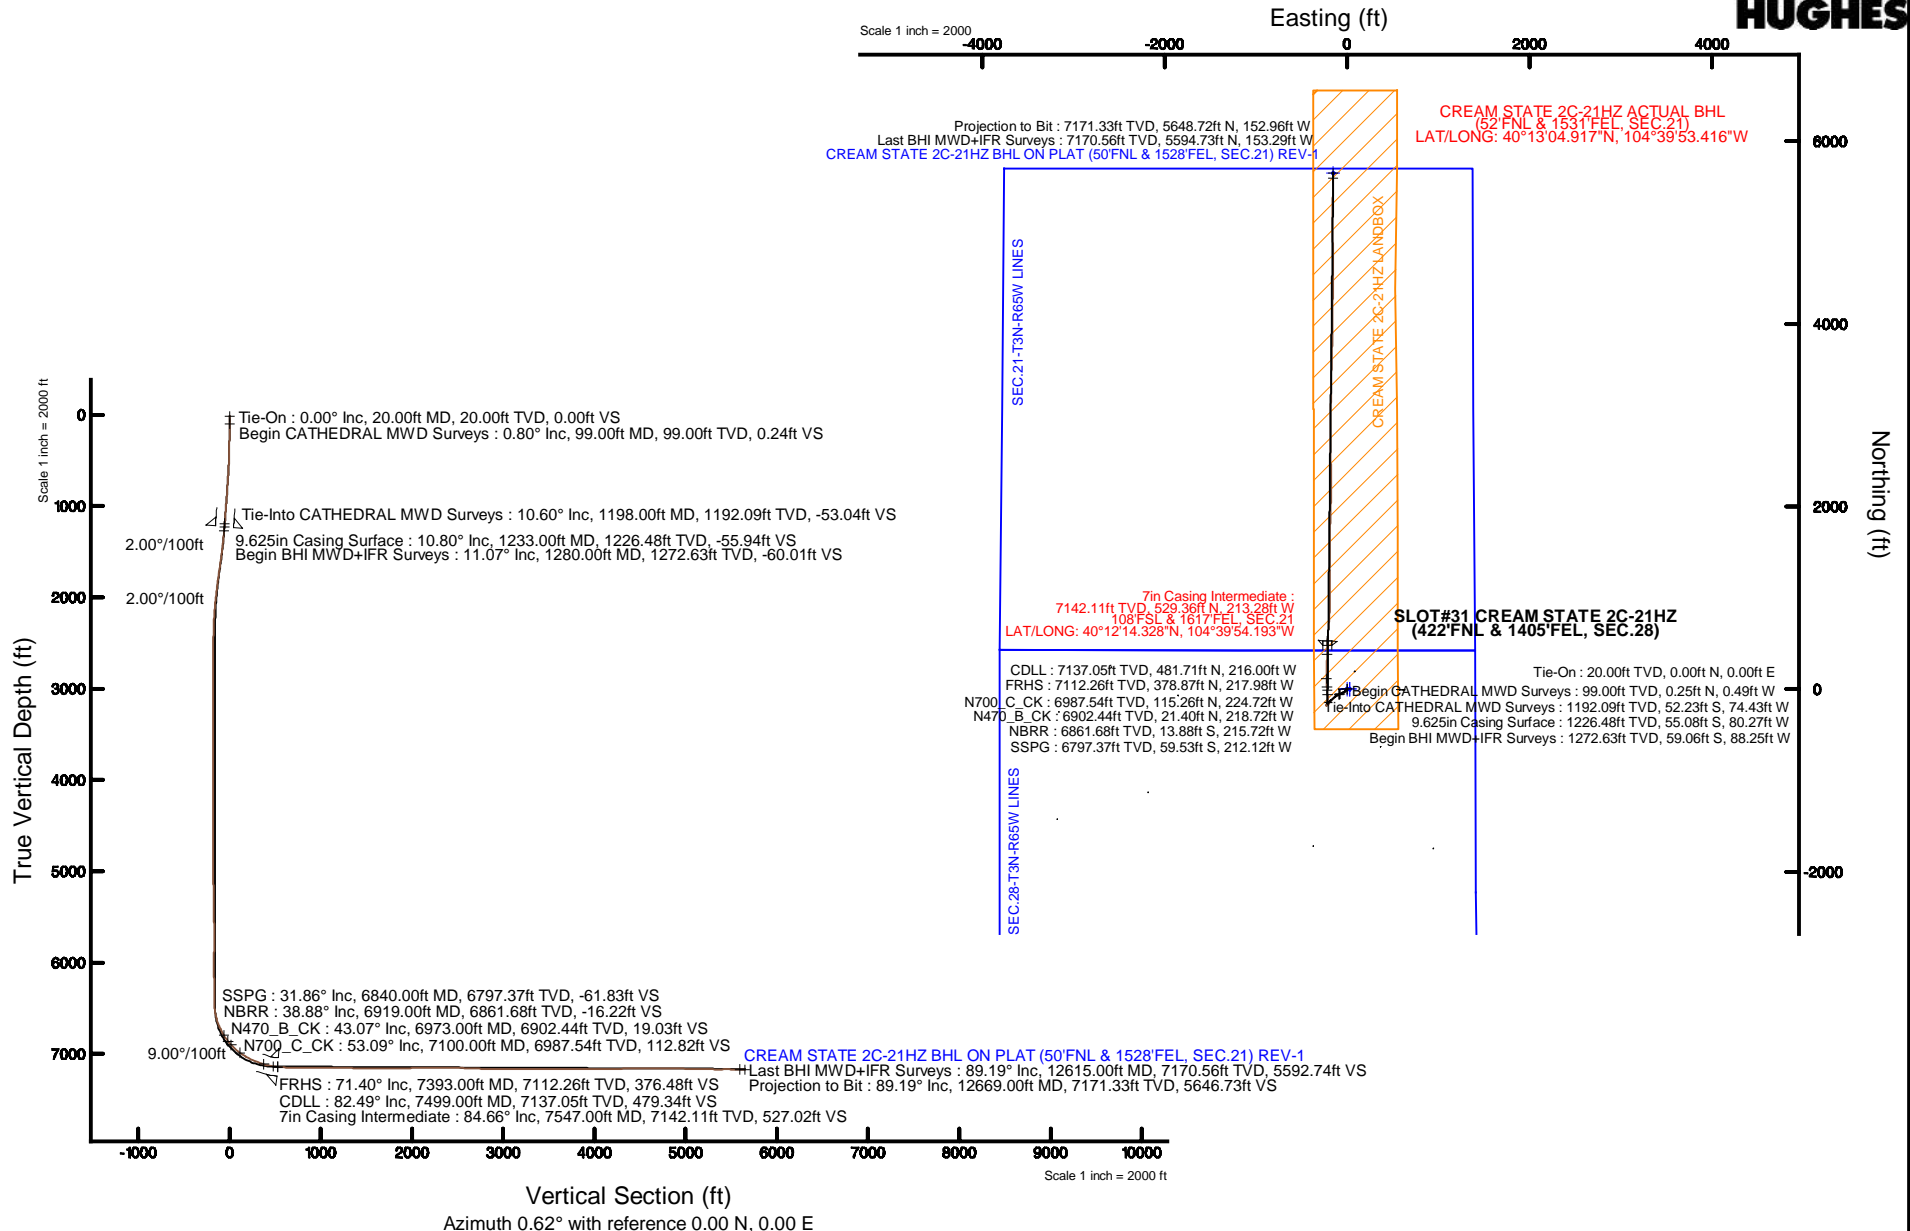 HUGHES
Easting (ft)
Scale 1 inch = 2000
-4000
-2000
0
2000
4000
Projection to Bit : 7171.33ft TVD, 5648.72ft N, 152.96ft W
Last BHI MWD+IFR Surveys : 7170.56ft TVD, 5594.73ft N, 153.29ft W
CREAM STATE 2C-21HZ BHL ON PLAT (50'FNL & 1528'FEL, SEC.21) REV-1
CREAM STATE 2C-21HZ ACTUAL BHL
(52'FNL & 1531'FEL, SEC.21)
LAT/LONG: 40°13'04.917"N, 104°39'53.416"W
6000
4000
2000
0
-2000
Northing (ft)
SEC.21-T3N-R65W LINES
CREAM STATE 2C-21HZ LANDBOX
7in Casing Intermediate :
7142.11ft TVD, 529.36ft N, 213.28ft W
108'FSL & 1617'FEL, SEC.21
LAT/LONG: 40°12'14.328"N, 104°39'54.193"W
SLOT#31 CREAM STATE 2C-21HZ
(422'FNL & 1405'FEL, SEC.28)
CDLL : 7137.05ft TVD, 481.71ft N, 216.00ft W
FRHS : 7112.26ft TVD, 378.87ft N, 217.98ft W
N700_C_CK : 6987.54ft TVD, 115.26ft N, 224.72ft W
N470_B_CK : 6902.44ft TVD, 21.40ft N, 218.72ft W
NBRR : 6861.68ft TVD, 13.88ft S, 215.72ft W
SSPG : 6797.37ft TVD, 59.53ft S, 212.12ft W
Tie-On : 20.00ft TVD, 0.00ft N, 0.00ft E
Begin CATHEDRAL MWD Surveys : 99.00ft TVD, 0.25ft N, 0.49ft W
Tie-Into CATHEDRAL MWD Surveys : 1192.09ft TVD, 52.23ft S, 74.43ft W
9.625in Casing Surface : 1226.48ft TVD, 55.08ft S, 80.27ft W
Begin BHI MWD+IFR Surveys : 1272.63ft TVD, 59.06ft S, 88.25ft W
SEC.28-T3N-R65W LINES
Scale 1 inch = 2000 ft
True Vertical Depth (ft)
0
1000
2000
3000
4000
5000
6000
7000
Tie-On : 0.00° Inc, 20.00ft MD, 20.00ft TVD, 0.00ft VS
Begin CATHEDRAL MWD Surveys : 0.80° Inc, 99.00ft MD, 99.00ft TVD, 0.24ft VS
Tie-Into CATHEDRAL MWD Surveys : 10.60° Inc, 1198.00ft MD, 1192.09ft TVD, -53.04ft VS
2.00°/100ft
9.625in Casing Surface : 10.80° Inc, 1233.00ft MD, 1226.48ft TVD, -55.94ft VS
Begin BHI MWD+IFR Surveys : 11.07° Inc, 1280.00ft MD, 1272.63ft TVD, -60.01ft VS
2.00°/100ft
SSPG : 31.86° Inc, 6840.00ft MD, 6797.37ft TVD, -61.83ft VS
NBRR : 38.88° Inc, 6919.00ft MD, 6861.68ft TVD, -16.22ft VS
N470_B_CK : 43.07° Inc, 6973.00ft MD, 6902.44ft TVD, 19.03ft VS
N700_C_CK : 53.09° Inc, 7100.00ft MD, 6987.54ft TVD, 112.82ft VS
9.00°/100ft
CREAM STATE 2C-21HZ BHL ON PLAT (50'FNL & 1528'FEL, SEC.21) REV-1
Last BHI MWD+IFR Surveys : 89.19° Inc, 12615.00ft MD, 7170.56ft TVD, 5592.74ft VS
Projection to Bit : 89.19° Inc, 12669.00ft MD, 7171.33ft TVD, 5646.73ft VS
FRHS : 71.40° Inc, 7393.00ft MD, 7112.26ft TVD, 376.48ft VS
CDLL : 82.49° Inc, 7499.00ft MD, 7137.05ft TVD, 479.34ft VS
7in Casing Intermediate : 84.66° Inc, 7547.00ft MD, 7142.11ft TVD, 527.02ft VS
-1000
0
1000
2000
3000
4000
5000
6000
7000
8000
9000
10000
Scale 1 inch = 2000 ft
Vertical Section (ft)
Azimuth 0.62° with reference 0.00 N, 0.00 E